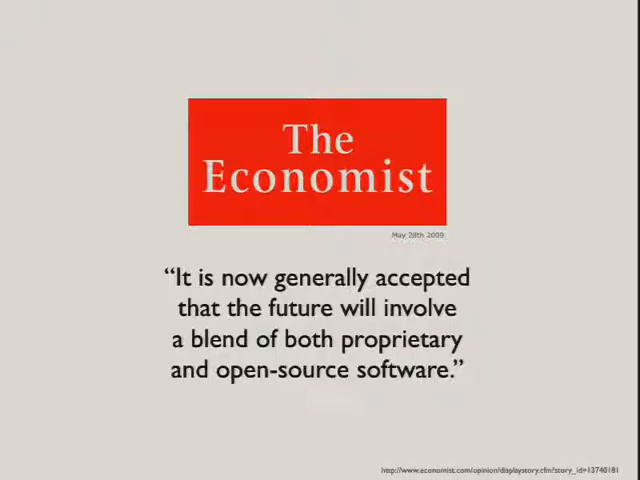 The
Economist
May 28th 2009
“It is now generally accepted
that the future will involve
a blend of both proprietary
and open-source software.”
http://www.economist.com/opinion/displaystory.cfm?story_id=13740181